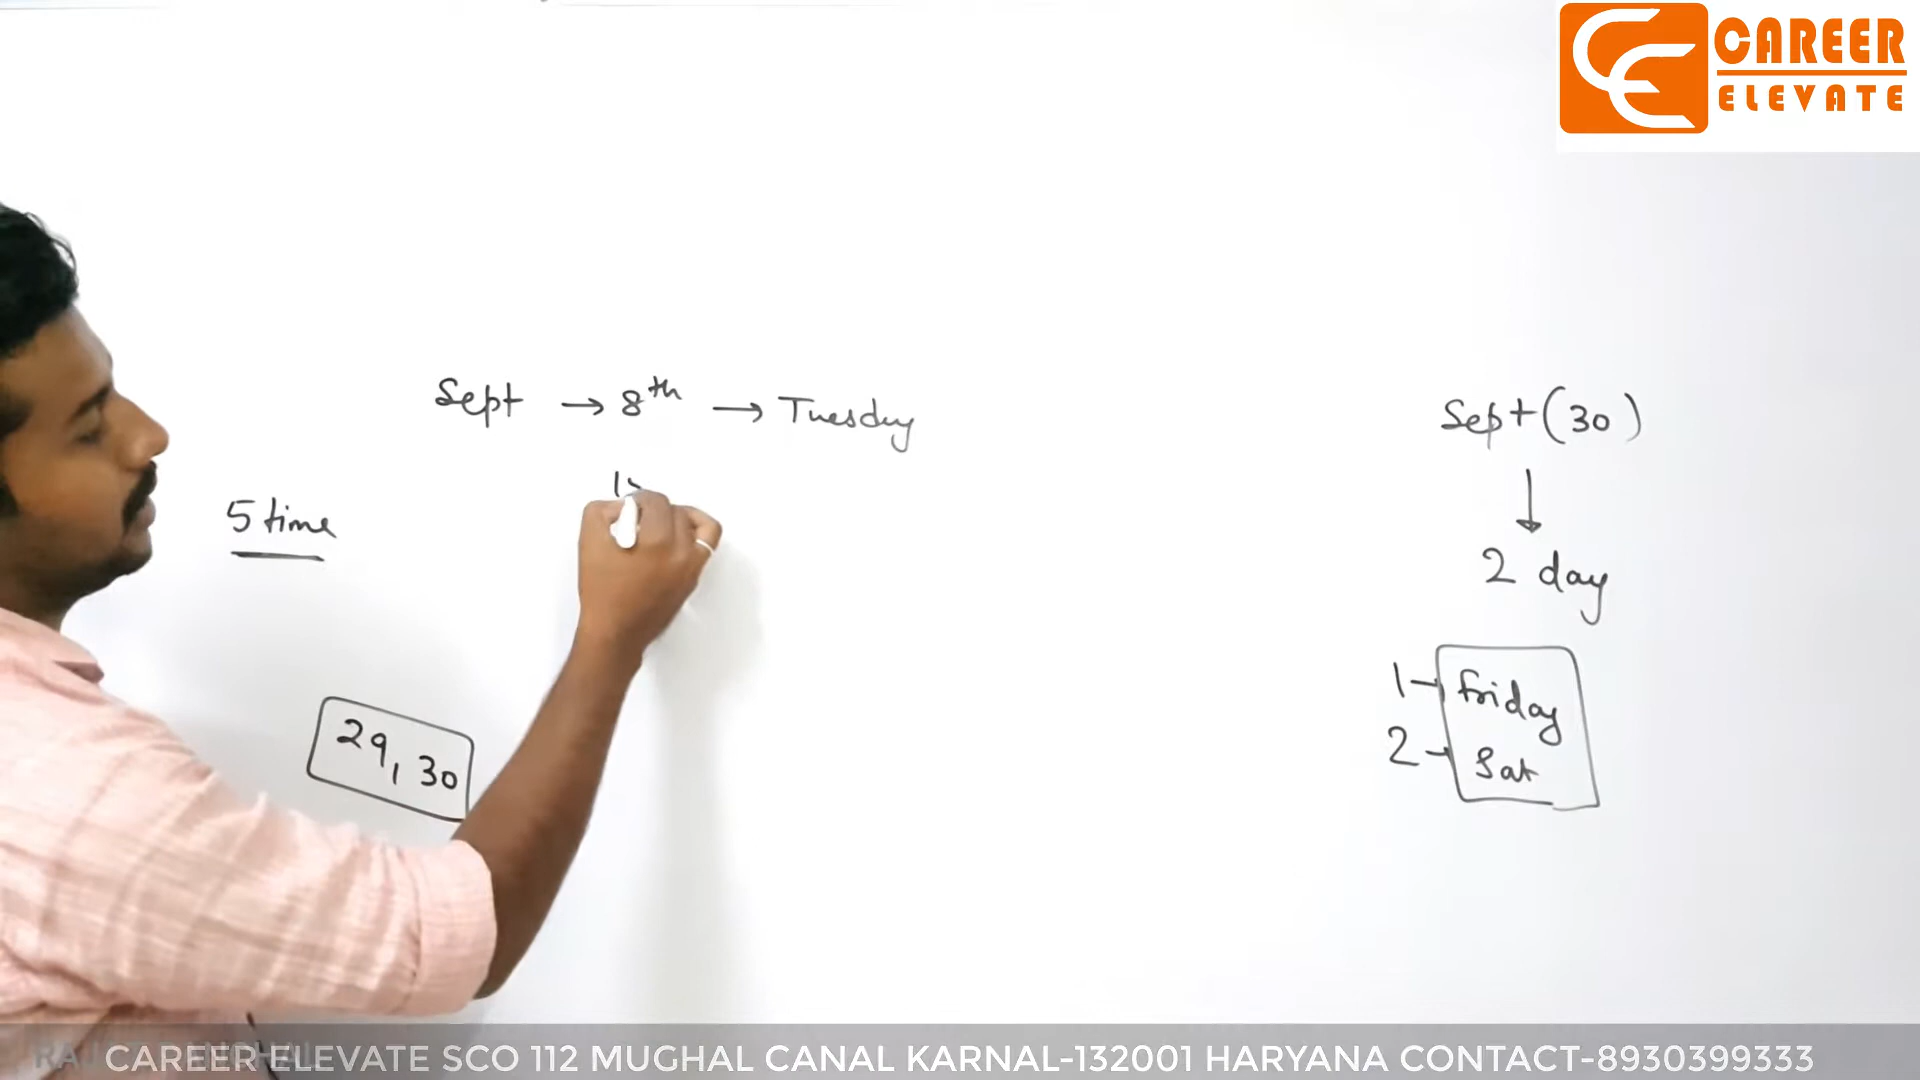 CAREER
ELEVATE
Sept → 8th → Tuesday
5 time
29, 30
Sept (30)
↓
2 day
1 → Friday
2 → Sat
CAREER ELEVATE SCO 112 MUGHAL CANAL KARNAL-132001 HARYANA CONTACT-8930399333